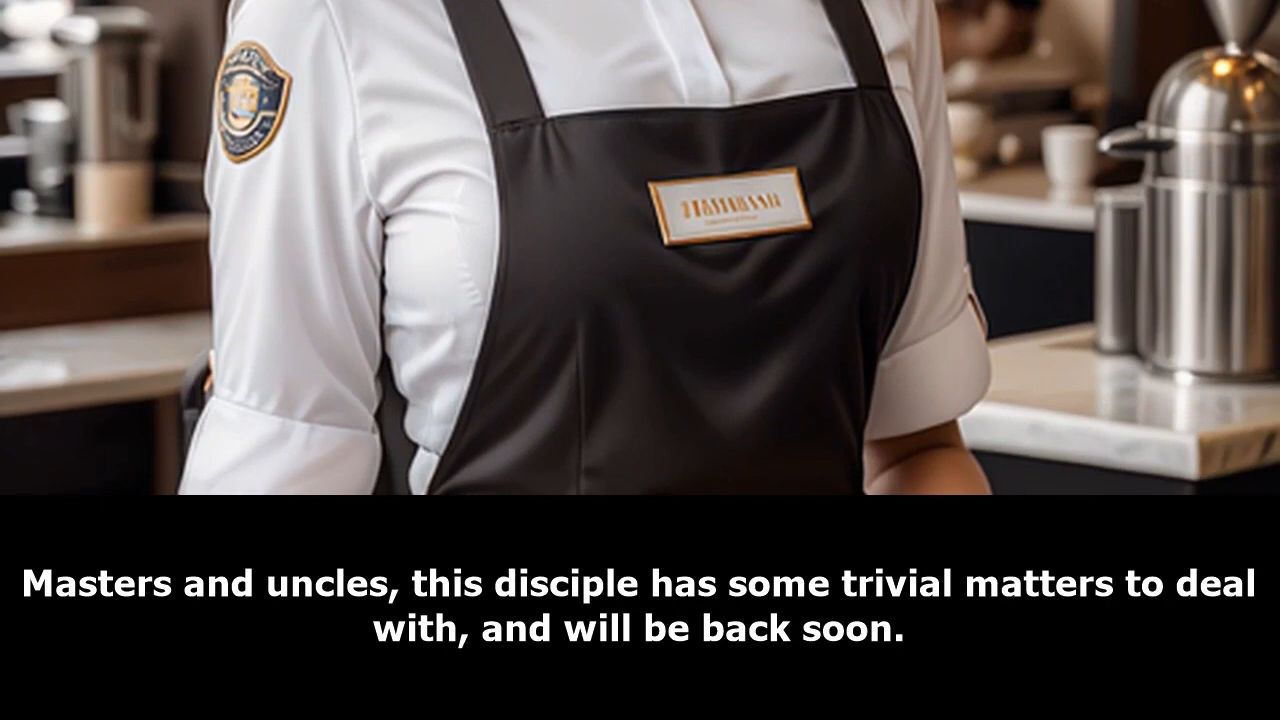 Masters and uncles, this disciple has some trivial matters to deal
with, and will be back soon.